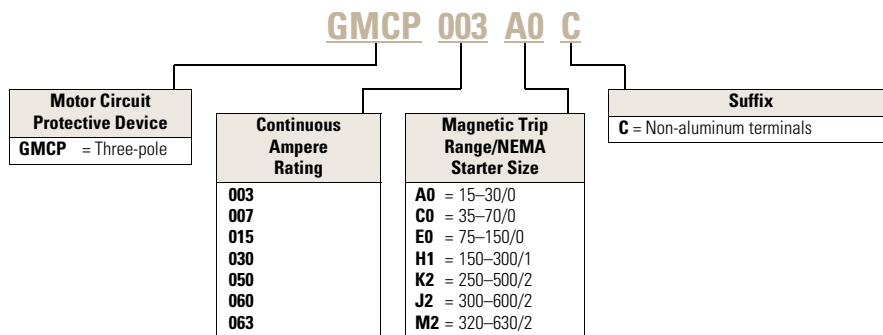 GMCP 003 A0 C
Motor Circuit
Protective Device
GMCP = Three-pole
Continuous
Ampere
Rating
003
007
015
030
050
060
063
Magnetic Trip
Range/NEMA
Starter Size
A0 = 15–30/0
C0 = 35–70/0
E0 = 75–150/0
H1 = 150–300/1
K2 = 250–500/2
J2 = 300–600/2
M2 = 320–630/2
Suffix
C = Non-aluminum terminals